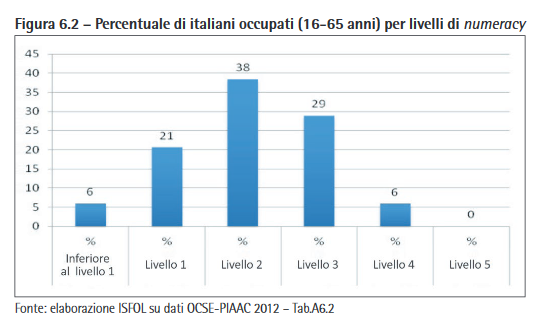 Figura 6.2 – Percentuale di italiani occupati (16-65 anni) per livelli di numeracy
45
40
35
30
25
20
15
10
5
0
6
21
38
29
6
0
% % % % % %
Inferiore al livello 1
Livello 1
Livello 2
Livello 3
Livello 4
Livello 5
Fonte: elaborazione ISFOL su dati OCSE-PIAAC 2012 – Tab.A6.2